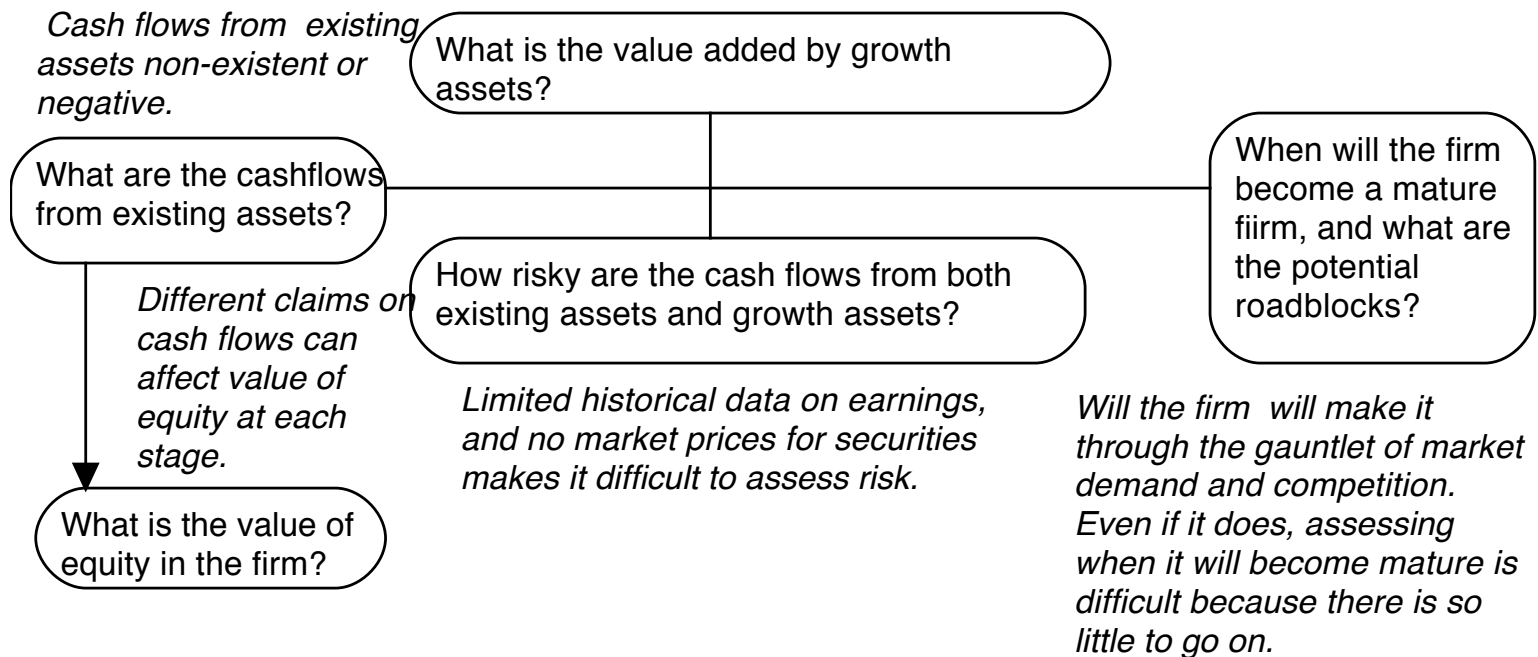 Cash flows from existing
assets non-existent or
negative.
What is the value added by growth
assets?
What are the cashflows
from existing assets?
When will the firm
become a mature
fiirm, and what are
the potential
roadblocks?
How risky are the cash flows from both
existing assets and growth assets?
Different claims on
cash flows can
affect value of
equity at each
stage.
Limited historical data on earnings,
and no market prices for securities
makes it difficult to assess risk.
Will the firm will make it
through the gauntlet of market
demand and competition.
Even if it does, assessing
when it will become mature is
difficult because there is so
little to go on.
What is the value of
equity in the firm?